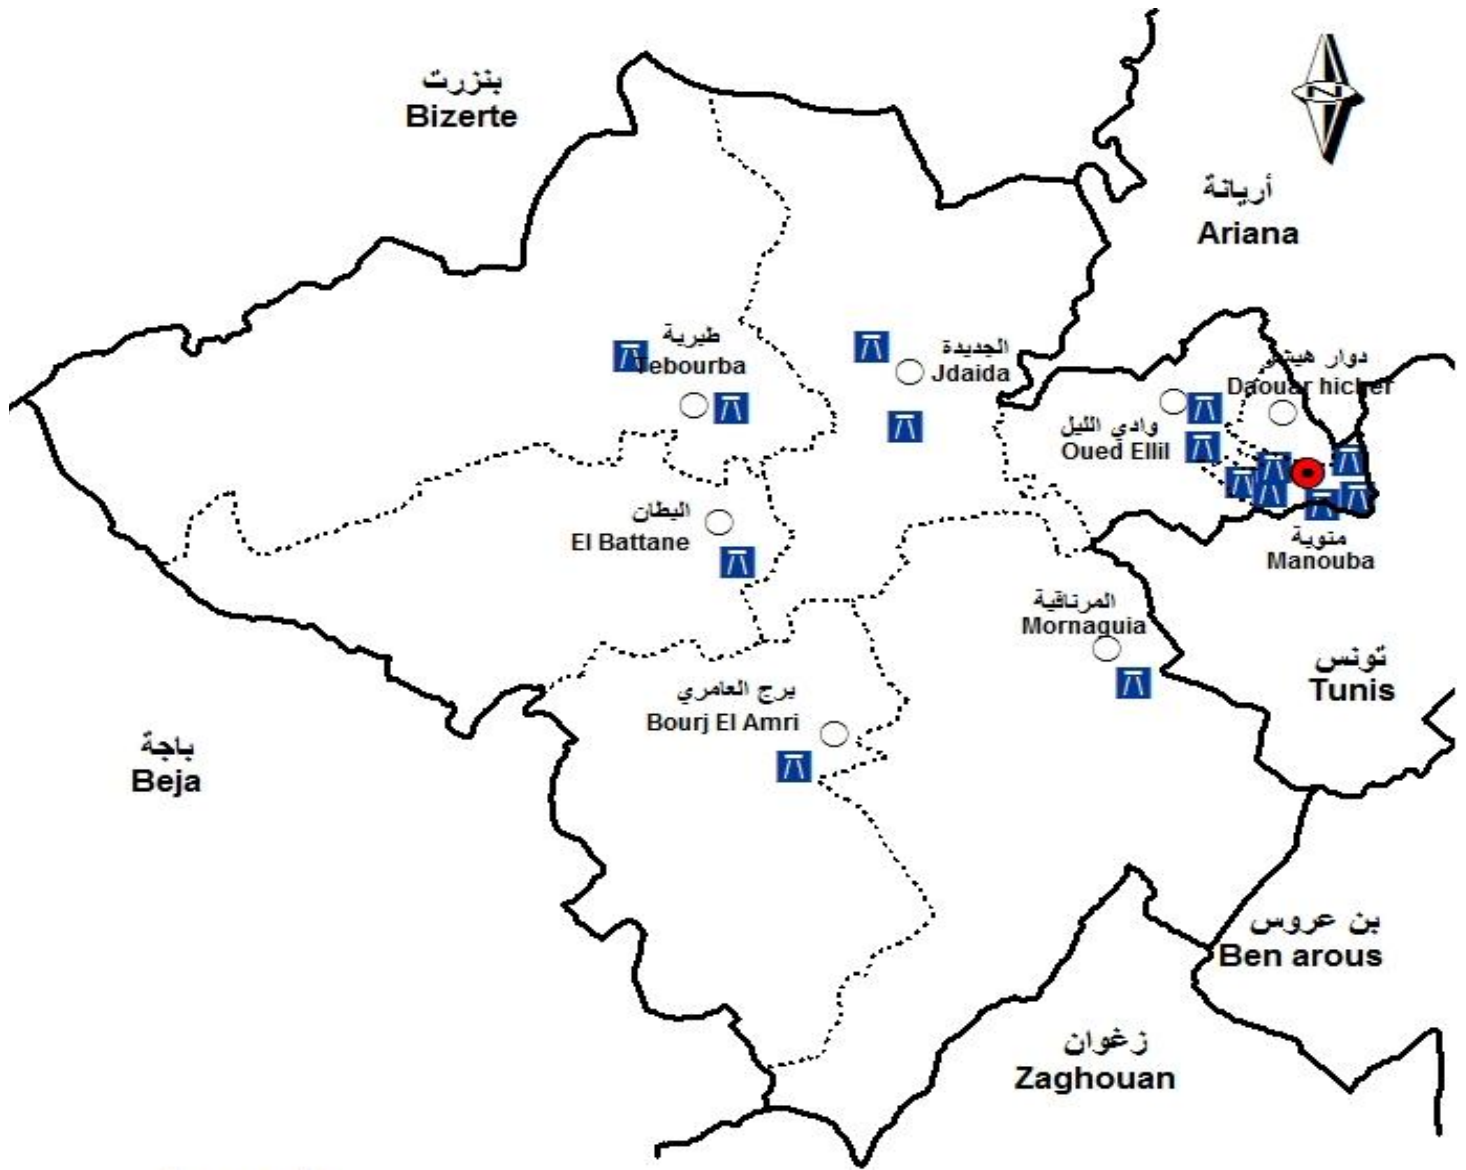 بنزرت
Bizerte
N
أريانة
Ariana
طبرية
Tebourba
الجديدة
Jdaida
دوار هيشر
Daouar hicher
وادي الليل
Oued Ellil
البطان
El Battane
منوبة
Manouba
المرناقية
Mornaguia
تونس
Tunis
برج العامري
Bourj El Amri
باجة
Beja
بن عروس
Ben arous
زغوان
Zaghouan